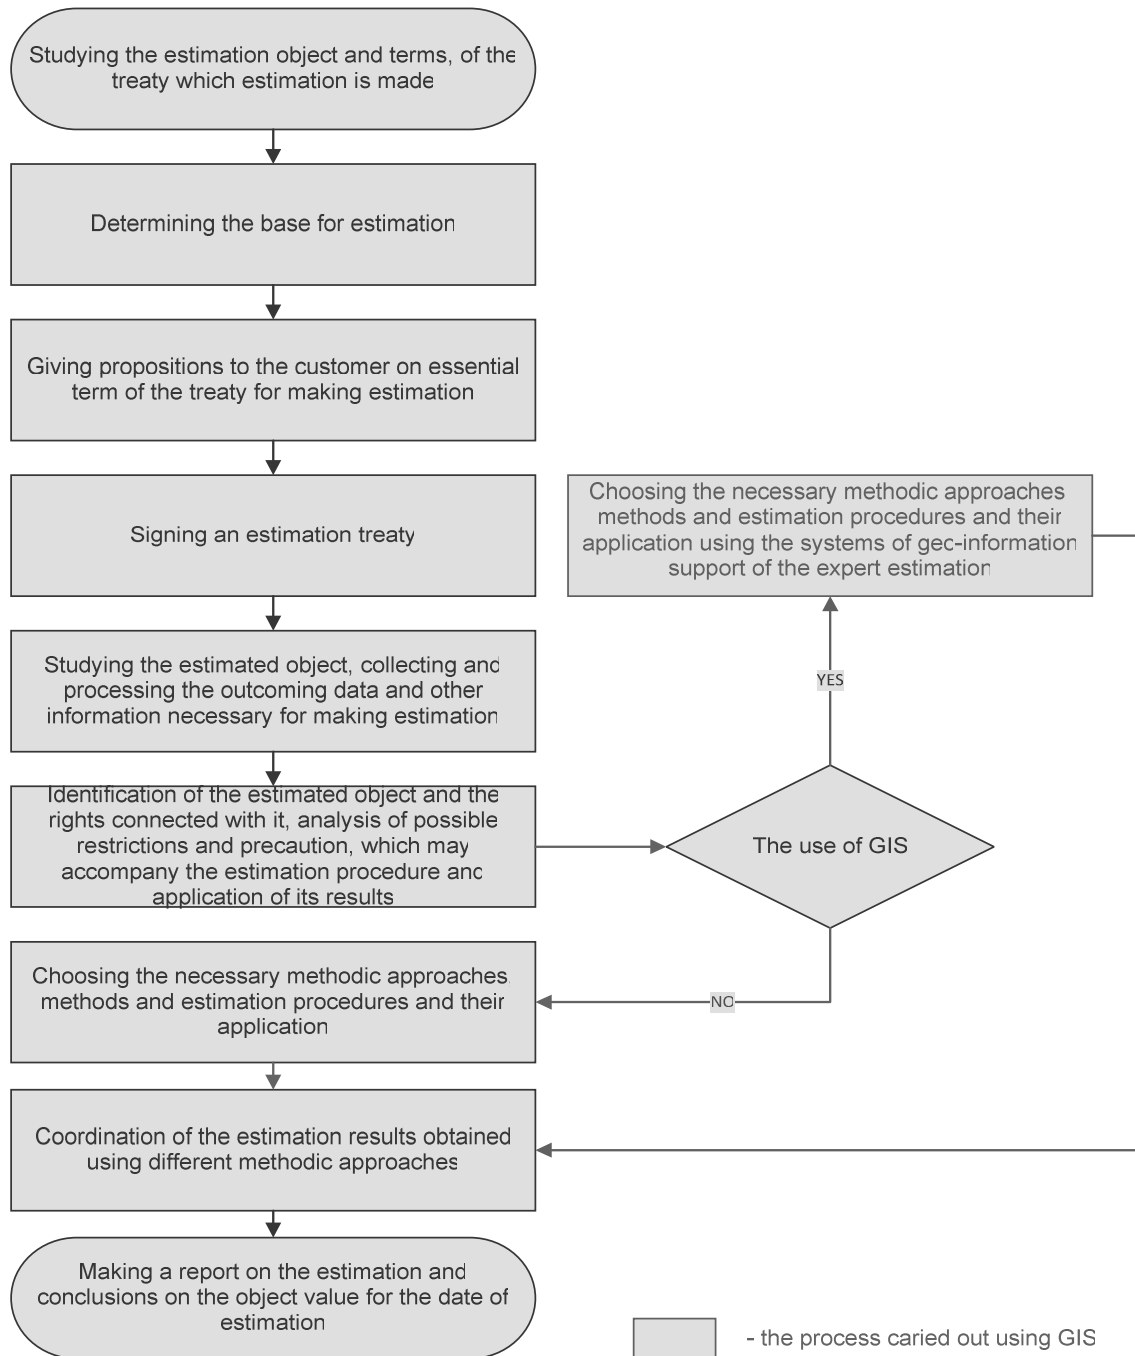 Studying the estimation object and terms, of the
treaty which estimation is made
Determining the base for estimation
Giving propositions to the customer on essential
term of the treaty for making estimation
Signing an estimation treaty
Choosing the necessary methodic approaches
methods and estimation procedures and their
application using the systems of geo-information
support of the expert estimation
Studying the estimated object, collecting and
processing the outcoming data and other
information necessary for making estimation
YES
Identification of the estimated object and the
rights connected with it, analysis of possible
restrictions and precaution, which may
accompany the estimation procedure and
application of its results
The use of GIS
Choosing the necessary methodic approaches
methods and estimation procedures and their
application
NO
Coordination of the estimation results obtained
using different methodic approaches
Making a report on the estimation and
conclusions on the object value for the date of
estimation
- the process caried out using GIS